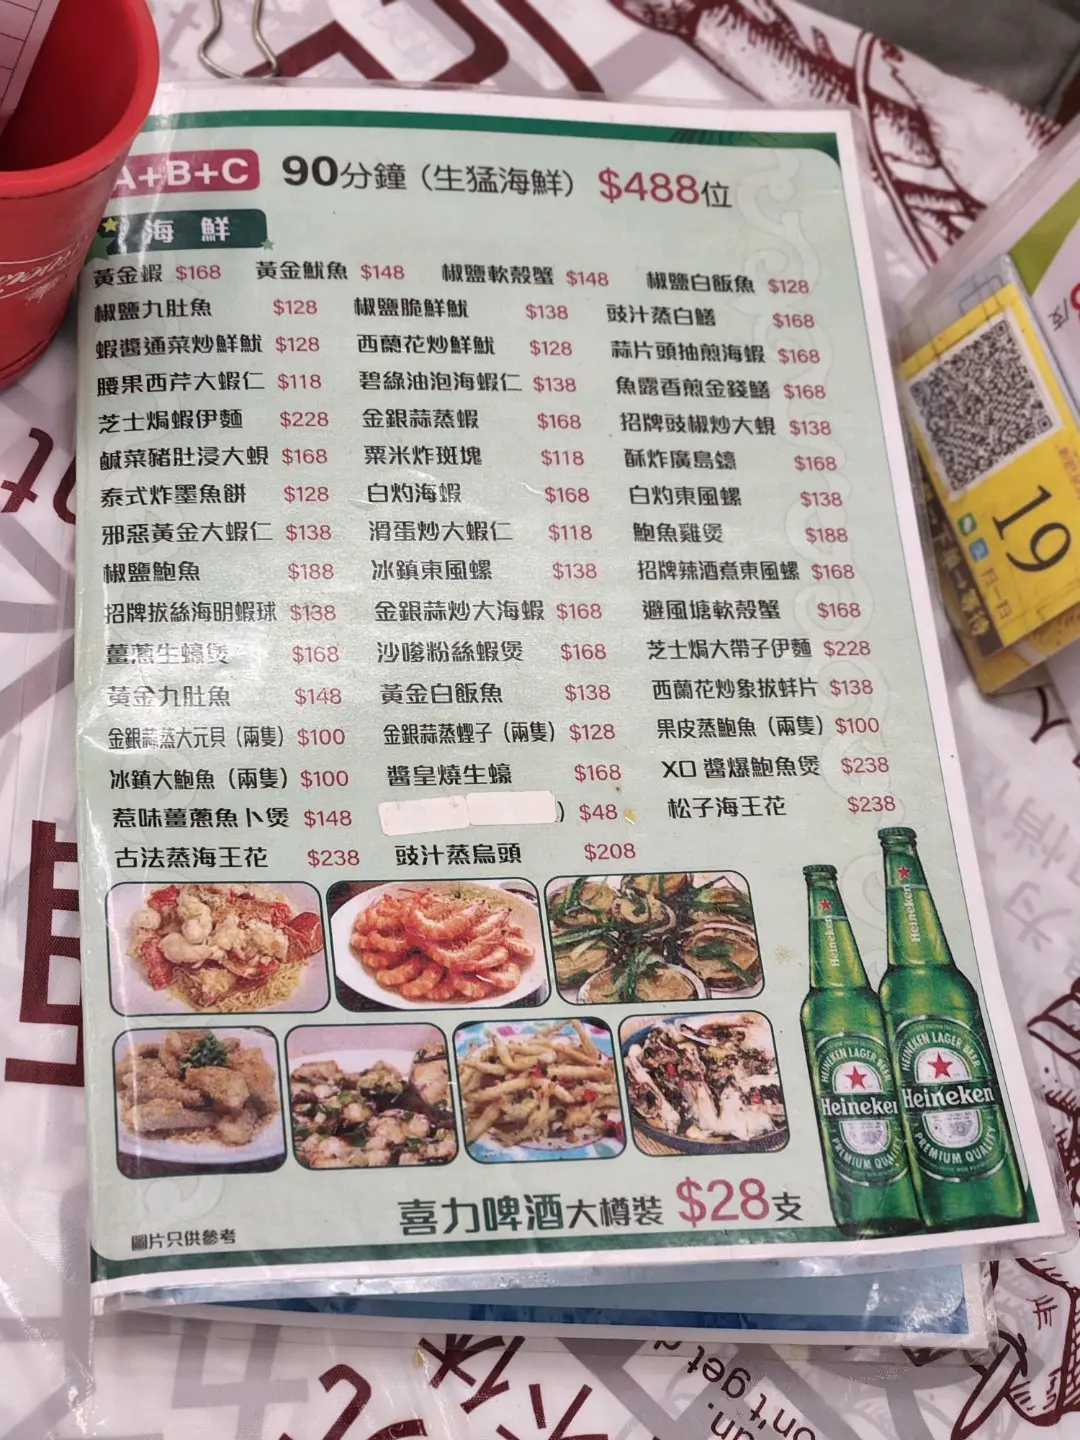 A+B+C 90分鐘（生猛海鮮） $488位
海鮮
黃金蝦 $168 黃金魷魚 $148 椒鹽軟殼蟹 $148 椒鹽白飯魚 $128
椒鹽九肚魚 $128 椒鹽脆鮮魷 $138 豉汁蒸白鱔 $168
蝦醬通菜炒鮮魷 $128 西蘭花炒鮮魷 $128 蒜片頭抽煎海蝦 $168
腰果西芹大蝦仁 $118 碧綠油泡海蝦仁 $138 魚露香煎金錢鱔 $168
芝士焗蝦伊麵 $228 金銀蒜蒸蝦 $168 招牌豉椒炒大蜆 $138
鹹菜豬肚浸大蜆 $168 粟米炸斑塊 $118 酥炸廣島蠔 $168
泰式炸墨魚餅 $128 白灼海蝦 $168 白灼東風螺 $138
邪惡黃金大蝦仁 $138 滑蛋炒大蝦仁 $118 鮑魚雞煲 $188
椒鹽鮑魚 $188 冰鎮東風螺 $138 招牌辣酒煮東風螺 $168
招牌拔絲海明蝦球 $138 金銀蒜炒大海蝦 $168 避風塘軟殼蟹 $168
薑蔥生蠔煲 $168 沙嗲粉絲蝦煲 $168 芝士焗大帶子伊麵 $228
黃金九肚魚 $148 黃金白飯魚 $138 西蘭花炒象拔蚌片 $138
金銀蒜蒸大元貝（兩隻） $100 金銀蒜蒸蟶子（兩隻） $128 果皮蒸鮑魚（兩隻） $100
冰鎮大鮑魚（兩隻） $100 醬皇燒生蠔 $168 XO 醬爆鮑魚煲 $238
惹味薑蔥魚卜煲 $148 ） $48 松子海王花 $238
古法蒸海王花 $238 豉汁蒸烏頭 $208
Heineken
Heineken
HEINEKEN LAGER BEER
HEINEKEN LAGER BEER
Heineken
Heineken
PREMIUM QUALITY
PREMIUM QUALITY
喜力啤酒大樽裝 $28支
圖片只供參考
19
掃一掃